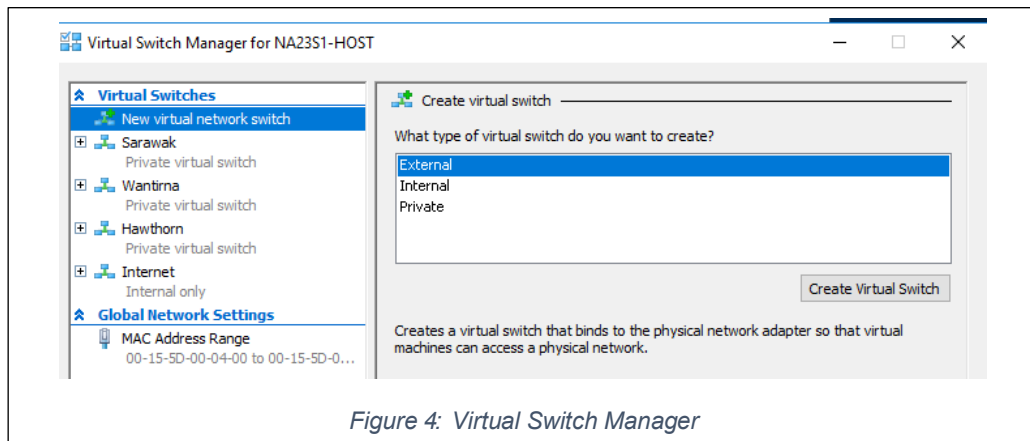 Virtual Switch Manager for NA23S1-HOST
Virtual Switches
New virtual network switch
Sarawak
Private virtual switch
Wantirna
Private virtual switch
Hawthorn
Private virtual switch
Internet
Internal only
Global Network Settings
MAC Address Range
00-15-5D-00-04-00 to 00-15-5D-0...
Create virtual switch
What type of virtual switch do you want to create?
External
Internal
Private
Create Virtual Switch
Creates a virtual switch that binds to the physical network adapter so that virtual
machines can access a physical network.
Figure 4: Virtual Switch Manager